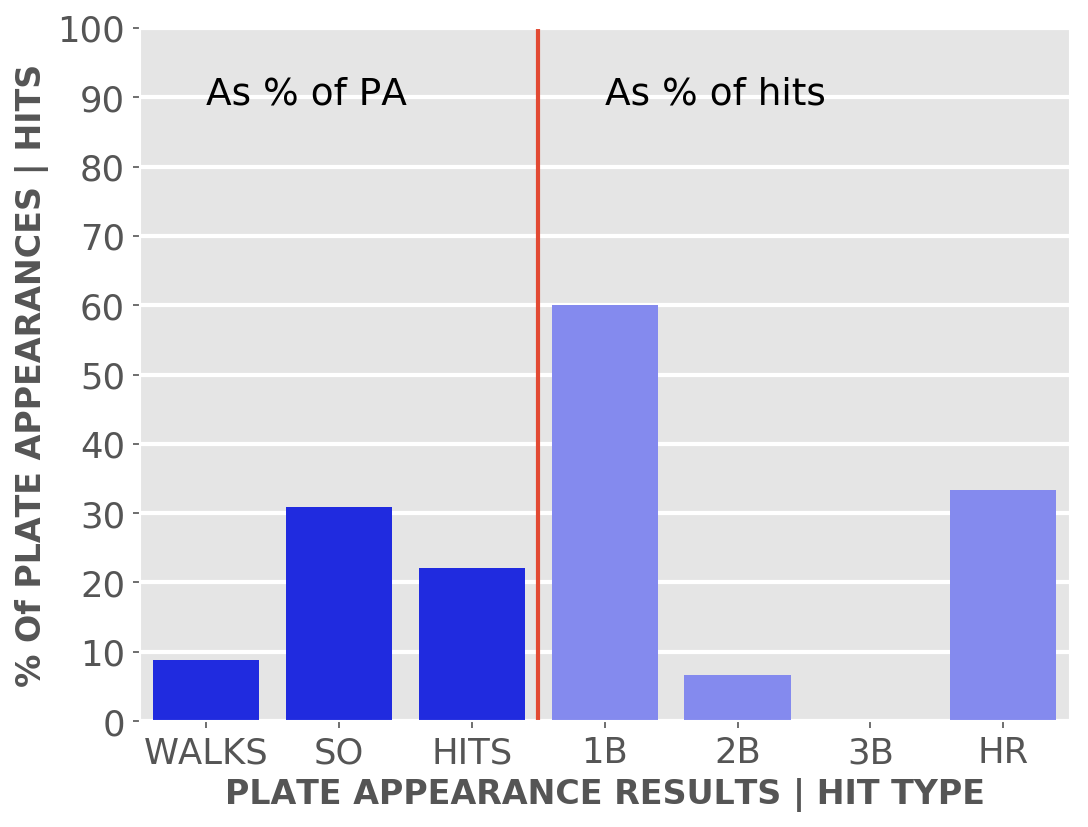 100
90
80
70
60
50
40
30
20
10
0
% Of PLATE APPEARANCES | HITS
As % of PA
As % of hits
WALKS SO HITS 1B 2B 3B HR
PLATE APPEARANCE RESULTS | HIT TYPE